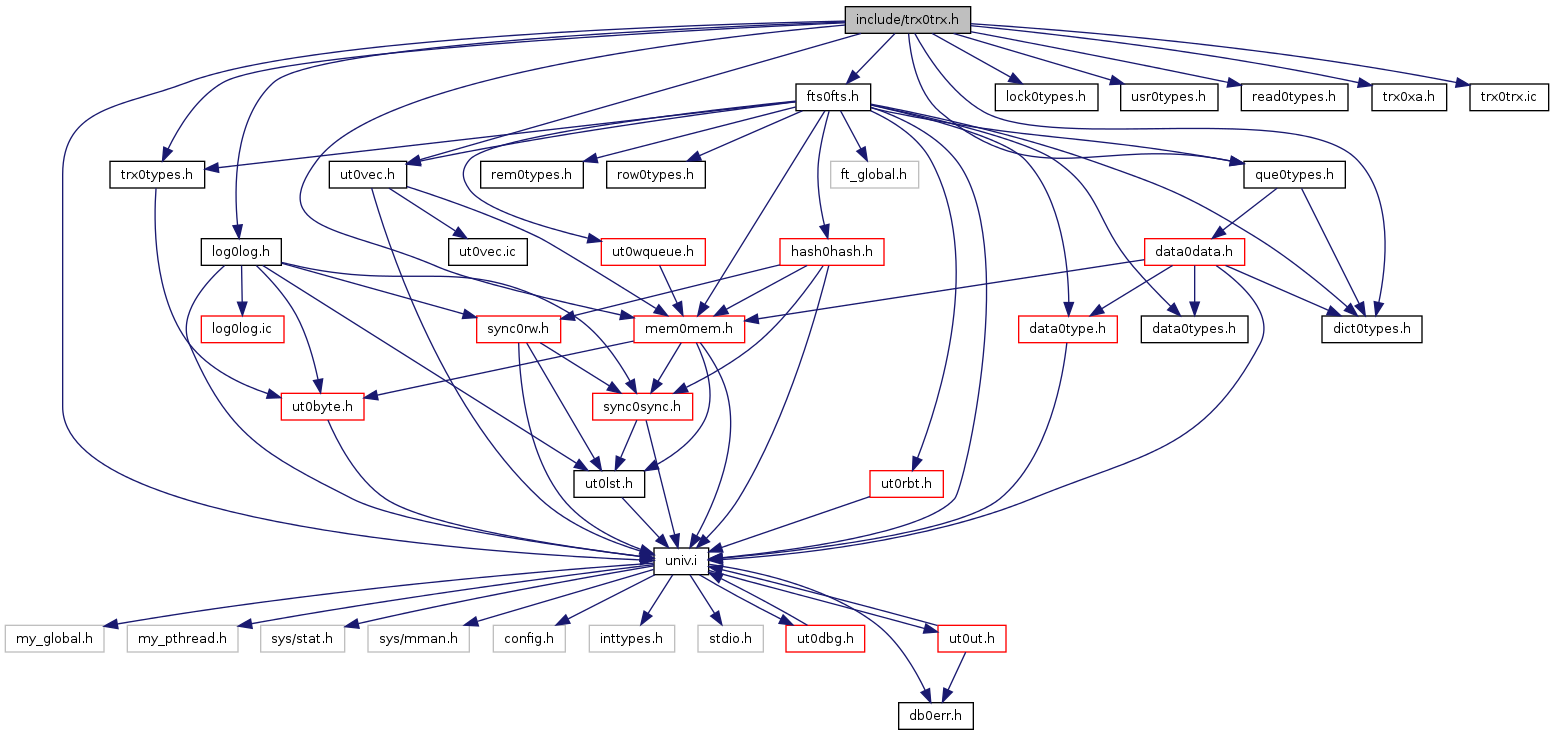 include/trx0trx.h
fts0fts.h
lock0types.h
usr0types.h
read0types.h
trx0xa.h
trx0trx.ic
trx0types.h
ut0vec.h
rem0types.h
row0types.h
ft_global.h
que0types.h
log0log.h
ut0vec.ic
ut0wqueue.h
hash0hash.h
data0data.h
log0log.ic
sync0rw.h
mem0mem.h
data0type.h
data0types.h
dict0types.h
ut0byte.h
sync0sync.h
ut0lst.h
ut0rbt.h
univ.i
my_global.h
my_pthread.h
sys/stat.h
sys/mman.h
config.h
inttypes.h
stdio.h
ut0dbg.h
ut0ut.h
db0err.h